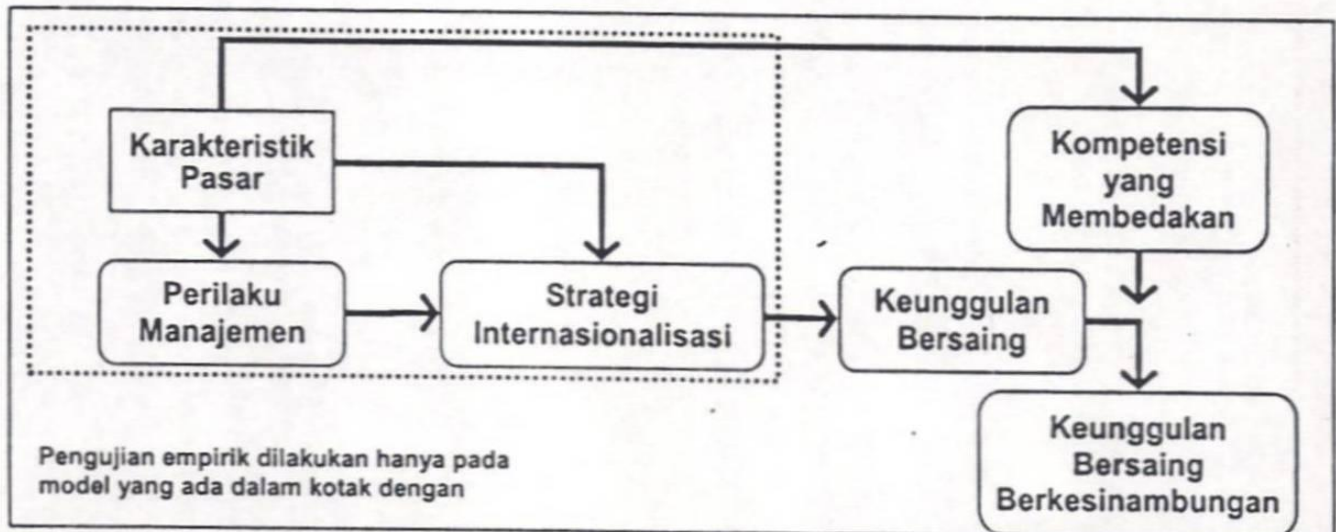 Karakteristik
Pasar
Kompetensi
yang
Membedakan
Perilaku
Manajemen
Strategi
Internasionalisasi
Keunggulan
Bersaing
Keunggulan
Bersaing
Berkesinambungan
Pengujian empirik dilakukan hanya pada
model yang ada dalam kotak dengan